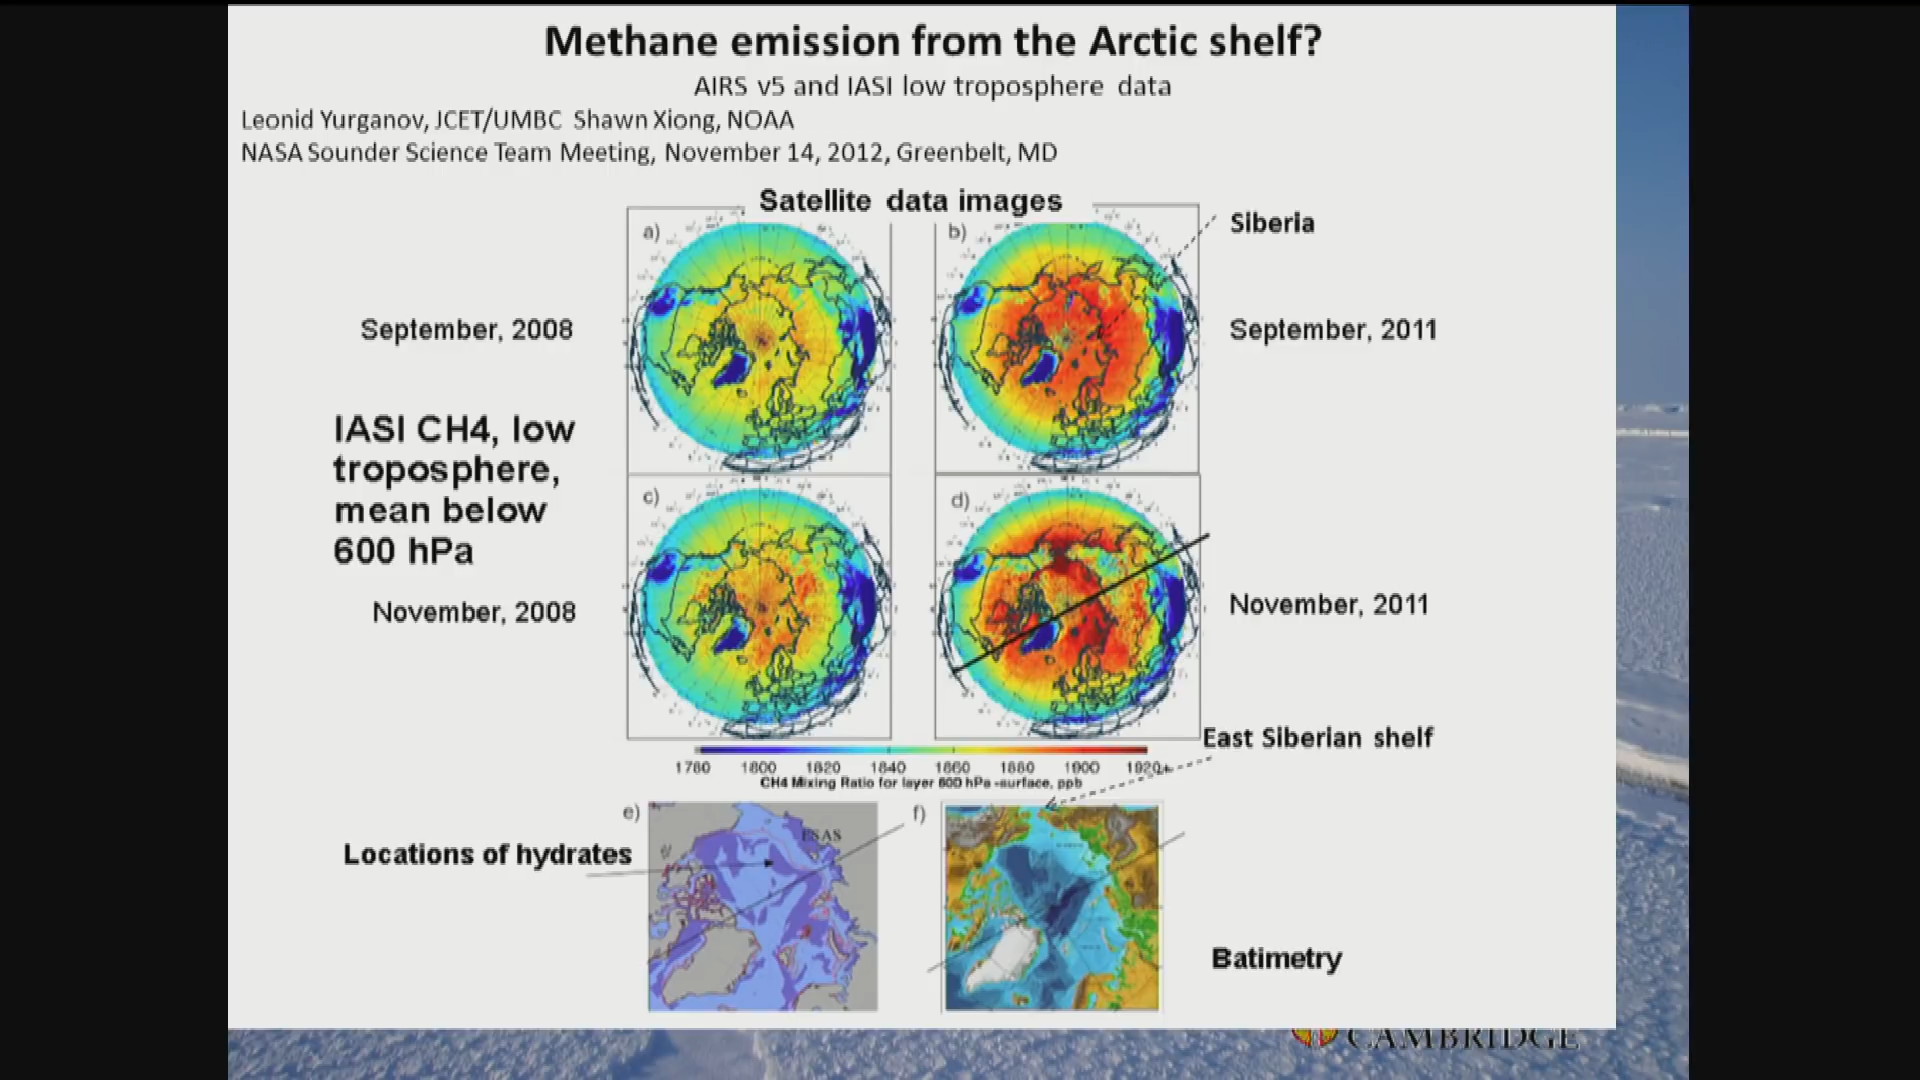 Methane emission from the Arctic shelf?
AIRS v5 and IASI low troposphere data
Leonid Yurganov, JCET/UMBC Shawn Xiong, NOAA
NASA Sounder Science Team Meeting, November 14, 2012, Greenbelt, MD
Satellite data images
a)
b)
Siberia
September, 2008
September, 2011
IASI CH4, low
troposphere,
mean below
600 hPa
c)
d)
November, 2008
November, 2011
East Siberian shelf
1780 1800 1820 1840 1860 1880 1900 1920+
CH4 Mixing Ratio for layer 600 hPa -surface, ppb
e)
f)
ESAS
Locations of hydrates
Batimetry
CAMBRIDGE